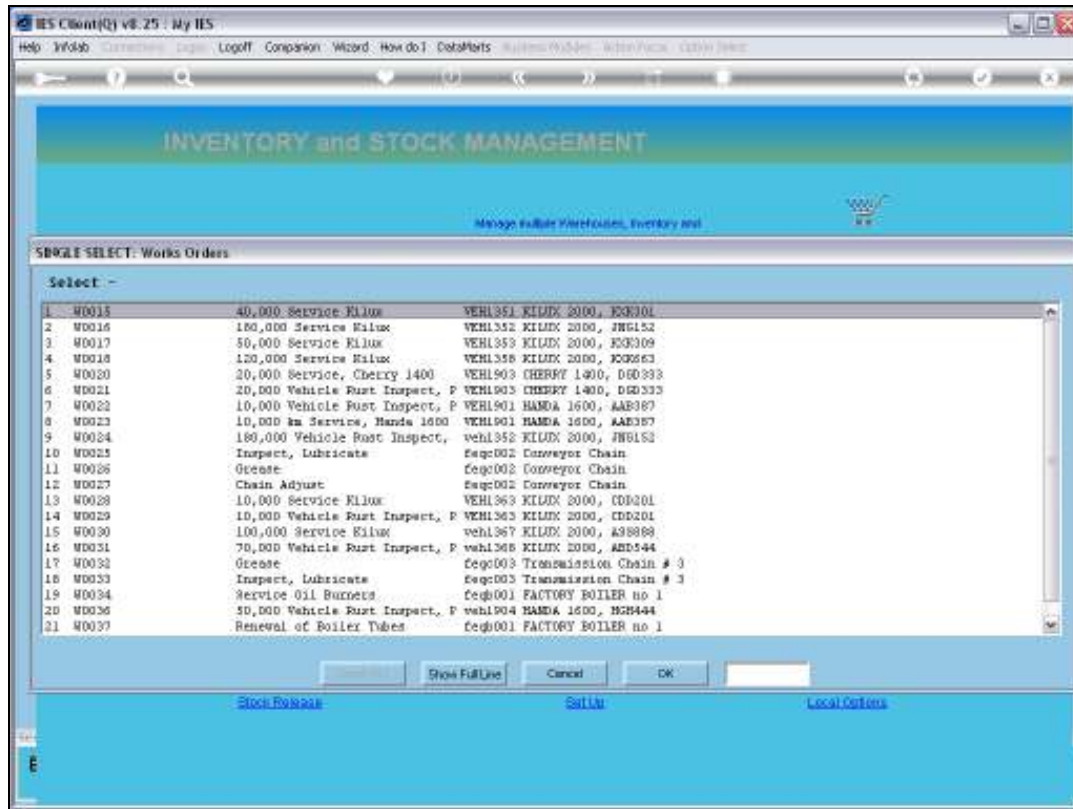 IES Client(Q) v8.25 : My IES
Help Infolab Logoff Companion Wizard How do I DataMarts
INVENTORY and STOCK MANAGEMENT
Manage multiple Warehouses, Inventory and
SINGLE SELECT: Works Orders
Select -
1 W0015 40,000 Service Kilux VEH1351 KILUX 2000, KKK301
2 W0016 160,000 Service Kilux VEH1352 KILUX 2000, JNG152
3 W0017 50,000 Service Kilux VEH1353 KILUX 2000, KKK309
4 W0018 120,000 Service Kilux VEH1358 KILUX 2000,
5 W0020 20,000 Service, Cherry 1400 VEH1903 CHERRY 1400, DGD333
6 W0021 20,000 Vehicle Rust Inspect, P VEH1903 CHERRY 1400, DGD333
7 W0022 10,000 Vehicle Rust Inspect, P VEH1901 HANDA 1600, AAB387
8 W0023 10,000 km Service, Handa 1600 VEH1901 HANDA 1600, AAB387
9 W0024 180,000 Vehicle Rust Inspect, veh1352 KILUX 2000, JNG152
10 W0025 Inspect, Lubricate feqc002 Conveyor Chain
11 W0026 Grease feqc002 Conveyor Chain
12 W0027 Chain Adjust feqc002 Conveyor Chain
13 W0028 10,000 Service Kilux VEH1363 KILUX 2000, CDD201
14 W0029 10,000 Vehicle Rust Inspect, P VEH1363 KILUX 2000, CDD201
15 W0030 100,000 Service Kilux veh1367 KILUX 2000,
16 W0031 70,000 Vehicle Rust Inspect, P veh1368 KILUX 2000, ABD544
17 W0032 Grease feqc003 Transmission Chain # 3
18 W0033 Inspect, Lubricate feqc003 Transmission Chain # 3
19 W0034 Service Oil Burners feqb001 FACTORY BOILER no 1
20 W0036 50,000 Vehicle Rust Inspect, P veh1904 HANDA 1600, HGH444
21 W0037 Renewal of Boiler Tubes feqb001 FACTORY BOILER no 1
Show Full Line Cancel OK
Stock Release Set Up Local Options